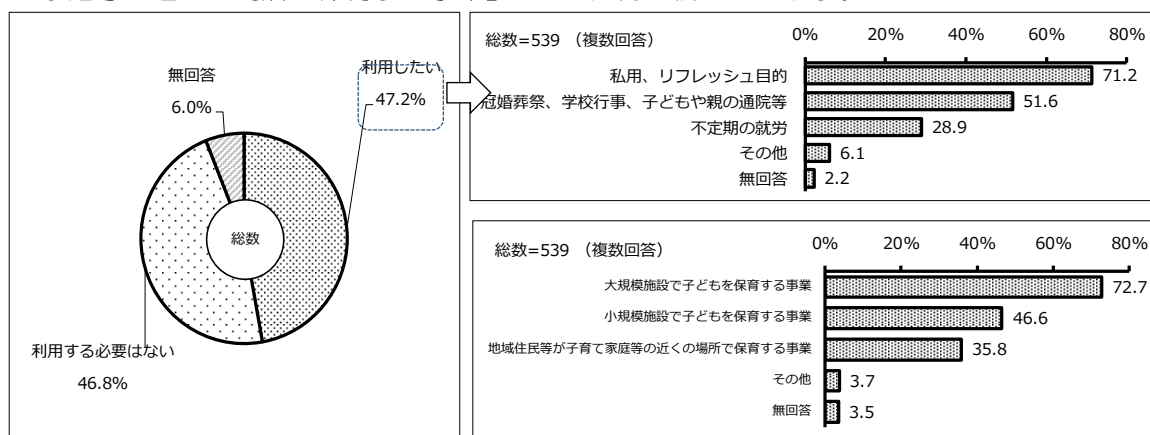 無回答
6.0%
利用したい
47.2%
総数
利用する必要はない
46.8%
総数=539 （複数回答）
0% 20% 40% 60% 80%
私用、リフレッシュ目的 71.2
冠婚葬祭、学校行事、子どもや親の通院等 51.6
不定期の就労 28.9
その他 6.1
無回答 2.2
総数=539 （複数回答）
0% 20% 40% 60% 80%
大規模施設で子どもを保育する事業 72.7
小規模施設で子どもを保育する事業 46.6
地域住民等が子育て家庭等の近くの場所で保育する事業 35.8
その他 3.7
無回答 3.5